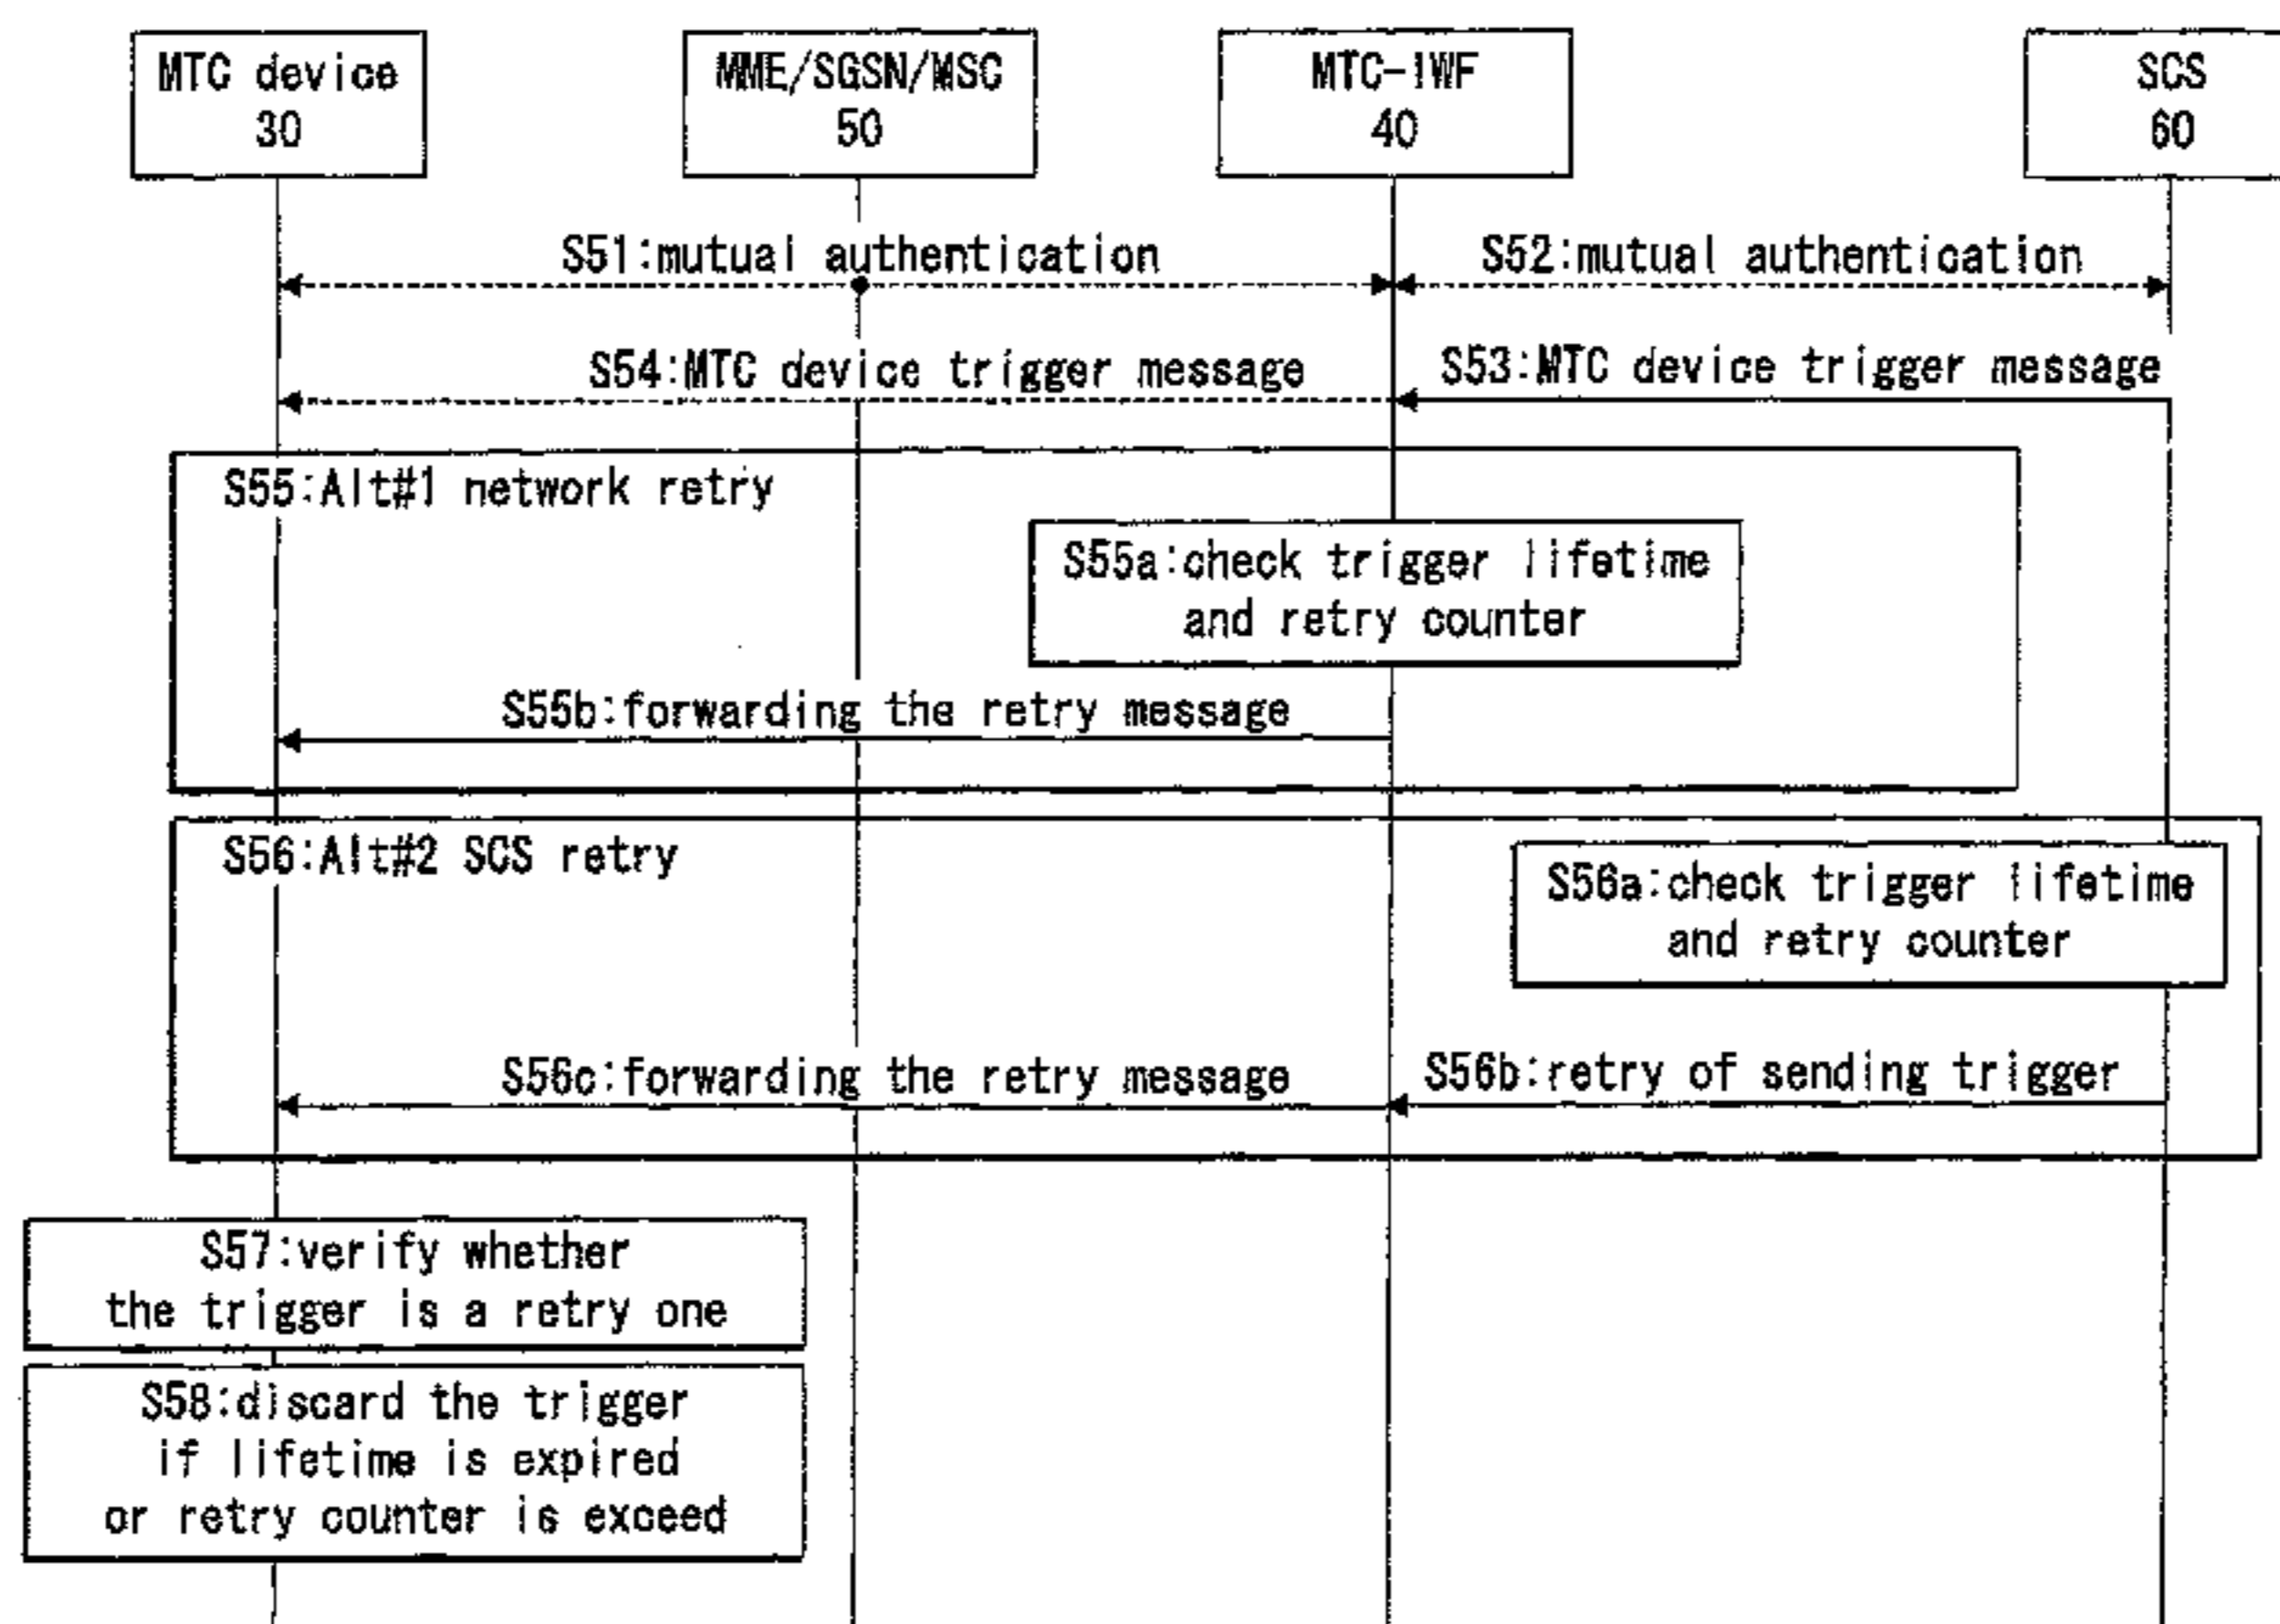 MTC device
30
MME/SGSN/MSC
50
MTC-IWF
40
SCS
60
S51:mutual authentication
S52:mutual authentication
S54:MTC device trigger message
S53:MTC device trigger message
S55:Alt#1 network retry
S55a:check trigger lifetime
and retry counter
S55b:forwarding the retry message
S56:Alt#2 SCS retry
S56a:check trigger lifetime
and retry counter
S56c:forwarding the retry message
S56b:retry of sending trigger
S57:verify whether
the trigger is a retry one
S58:discard the trigger
if lifetime is expired
or retry counter is exceed